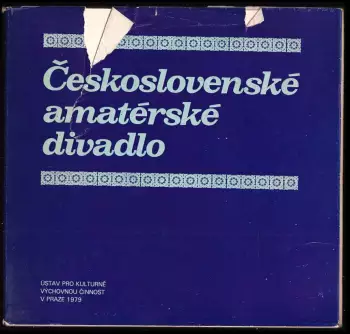 Československé
amatérské
divadlo
ÚSTAV PRO KULTURNĚ
VÝCHOVNOU ČINNOST
V PRAZE 1979